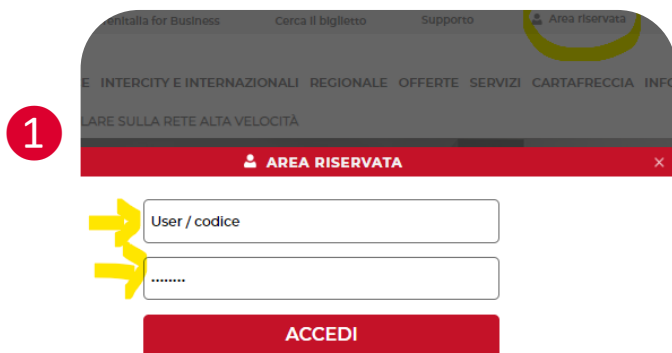 for Business Cerca Il biglietto Supporto Area riservata
E INTERCITY E INTERNAZIONALI REGIONALE OFFERTE SERVIZI CARTAFRECCIA INFO
LARE SULLA RETE ALTA VELOCITÀ
1
AREA RISERVATA ×
User / codice
........
ACCEDI